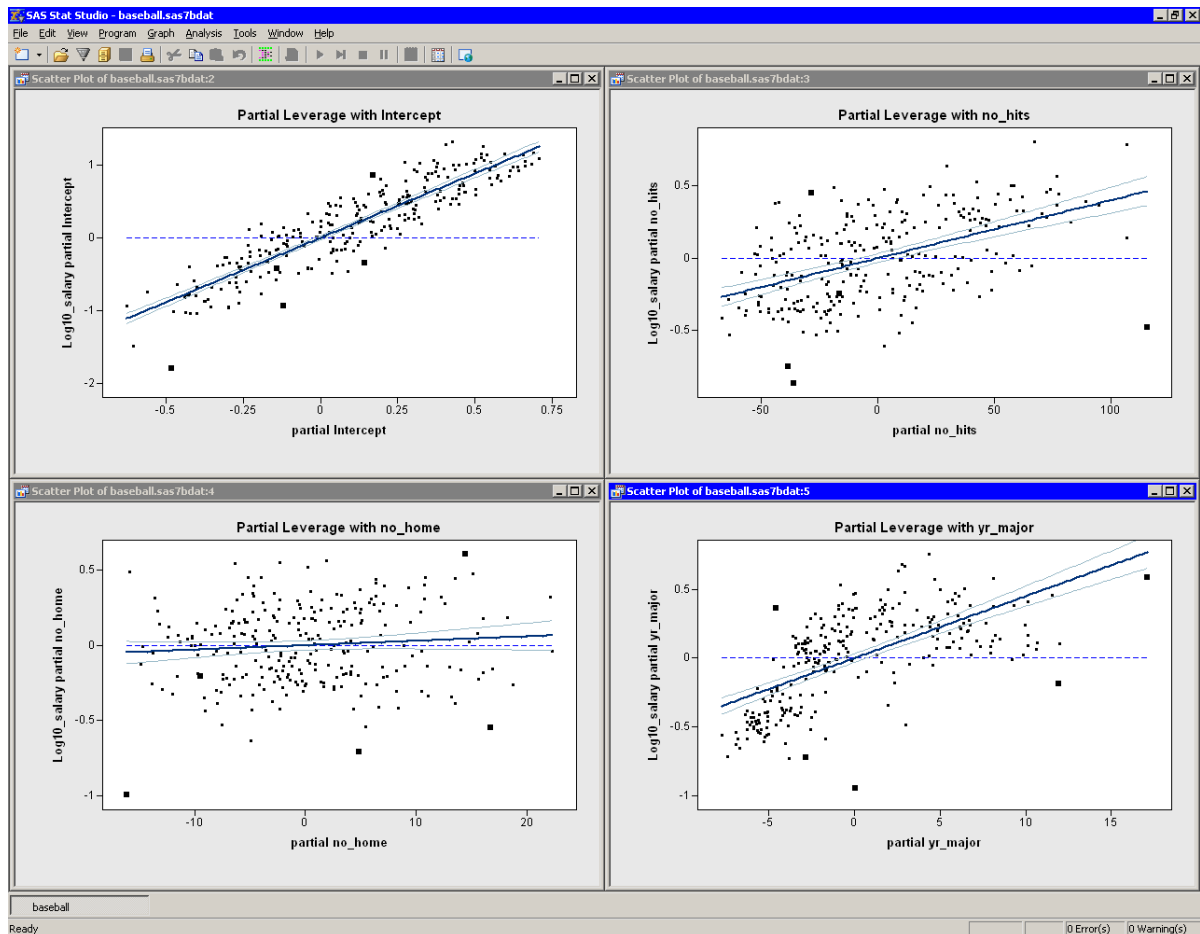 SAS Stat Studio - baseball.sas7bdat
File Edit View Program Graph Analysis Tools Window Help
Scatter Plot of baseball.sas7bdat:2
Partial Leverage with Intercept
Log10_salary partial Intercept
1
0
-1
-2
-0.5 -0.25 0 0.25 0.5 0.75
partial Intercept
Scatter Plot of baseball.sas7bdat:3
Partial Leverage with no_hits
Log10_salary partial no_hits
0.5
0
-0.5
-50 0 50 100
partial no_hits
Scatter Plot of baseball.sas7bdat:4
Partial Leverage with no_home
Log10_salary partial no_home
0.5
0
-0.5
-1
-10 0 10 20
partial no_home
Scatter Plot of baseball.sas7bdat:5
Partial Leverage with yr_major
Log10_salary partial yr_major
0.5
0
-0.5
-1
-5 0 5 10 15
partial yr_major
baseball
Ready
0 Error(s) 0 Warning(s)